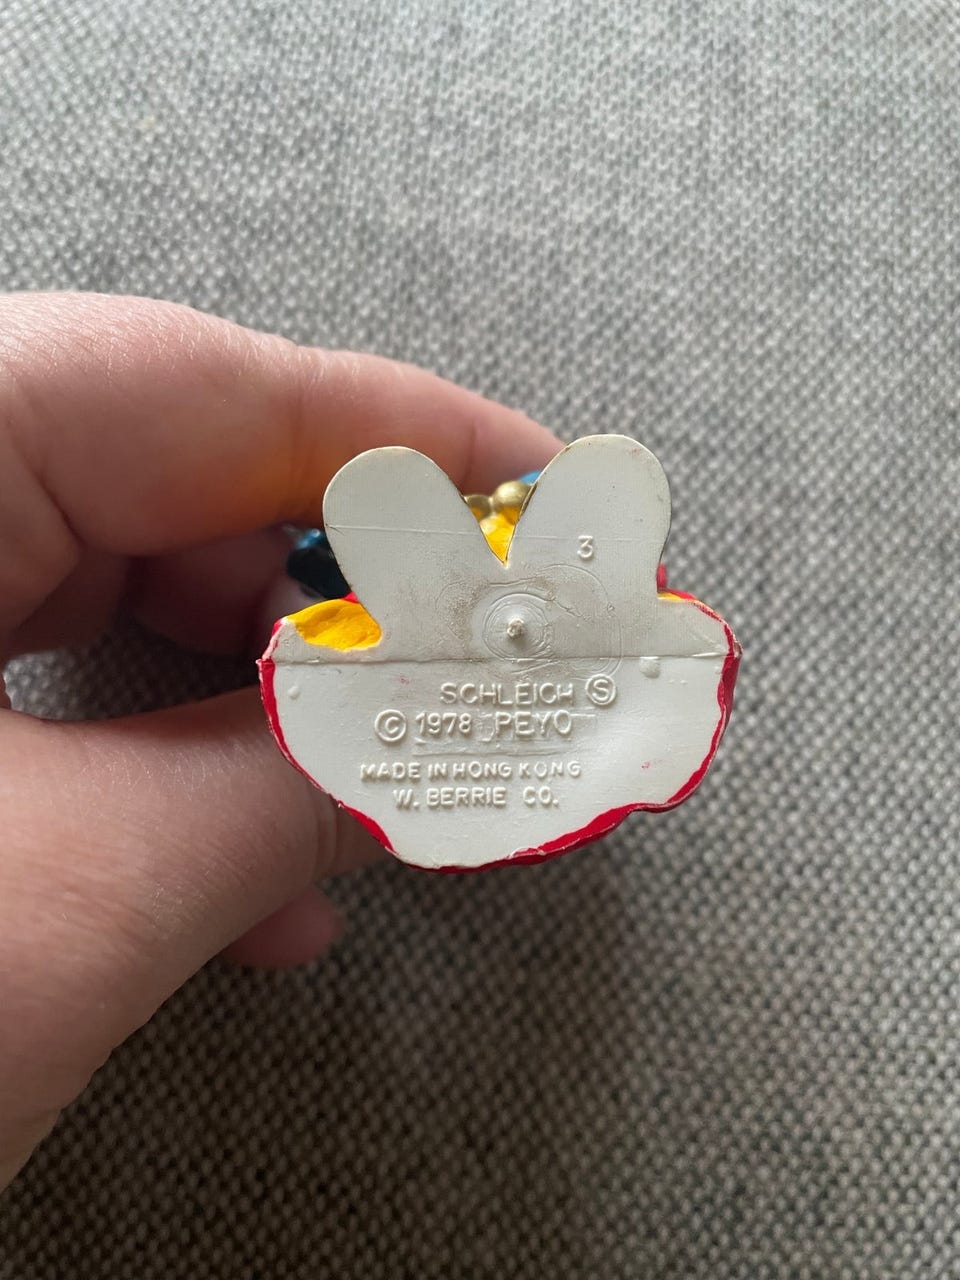 3
SCHLEICH Ⓢ
© 1978 PEYO
MADE IN HONG KONG
W. BERRIE CO.